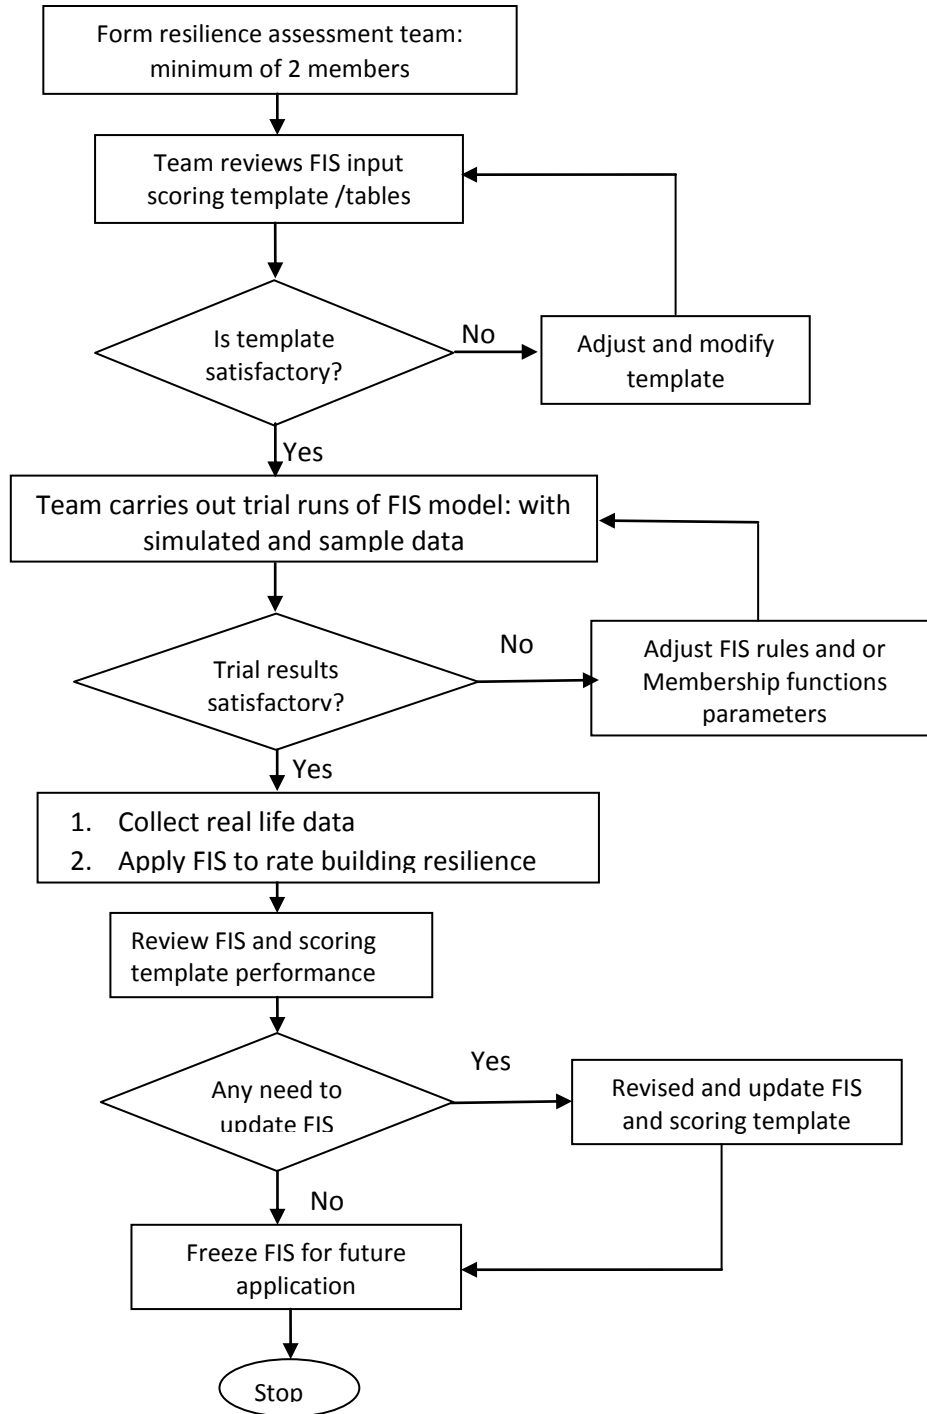 Form resilience assessment team:
minimum of 2 members
Team reviews FIS input
scoring template /tables
Is template
satisfactory?
No
Adjust and modify
template
Yes
Team carries out trial runs of FIS model: with
simulated and sample data
Trial results
satisfactory?
No
Adjust FIS rules and or
Membership functions
parameters
Yes
1. Collect real life data
2. Apply FIS to rate building resilience
Review FIS and scoring
template performance
Any need to
update FIS
Yes
Revised and update FIS
and scoring template
No
Freeze FIS for future
application
Stop